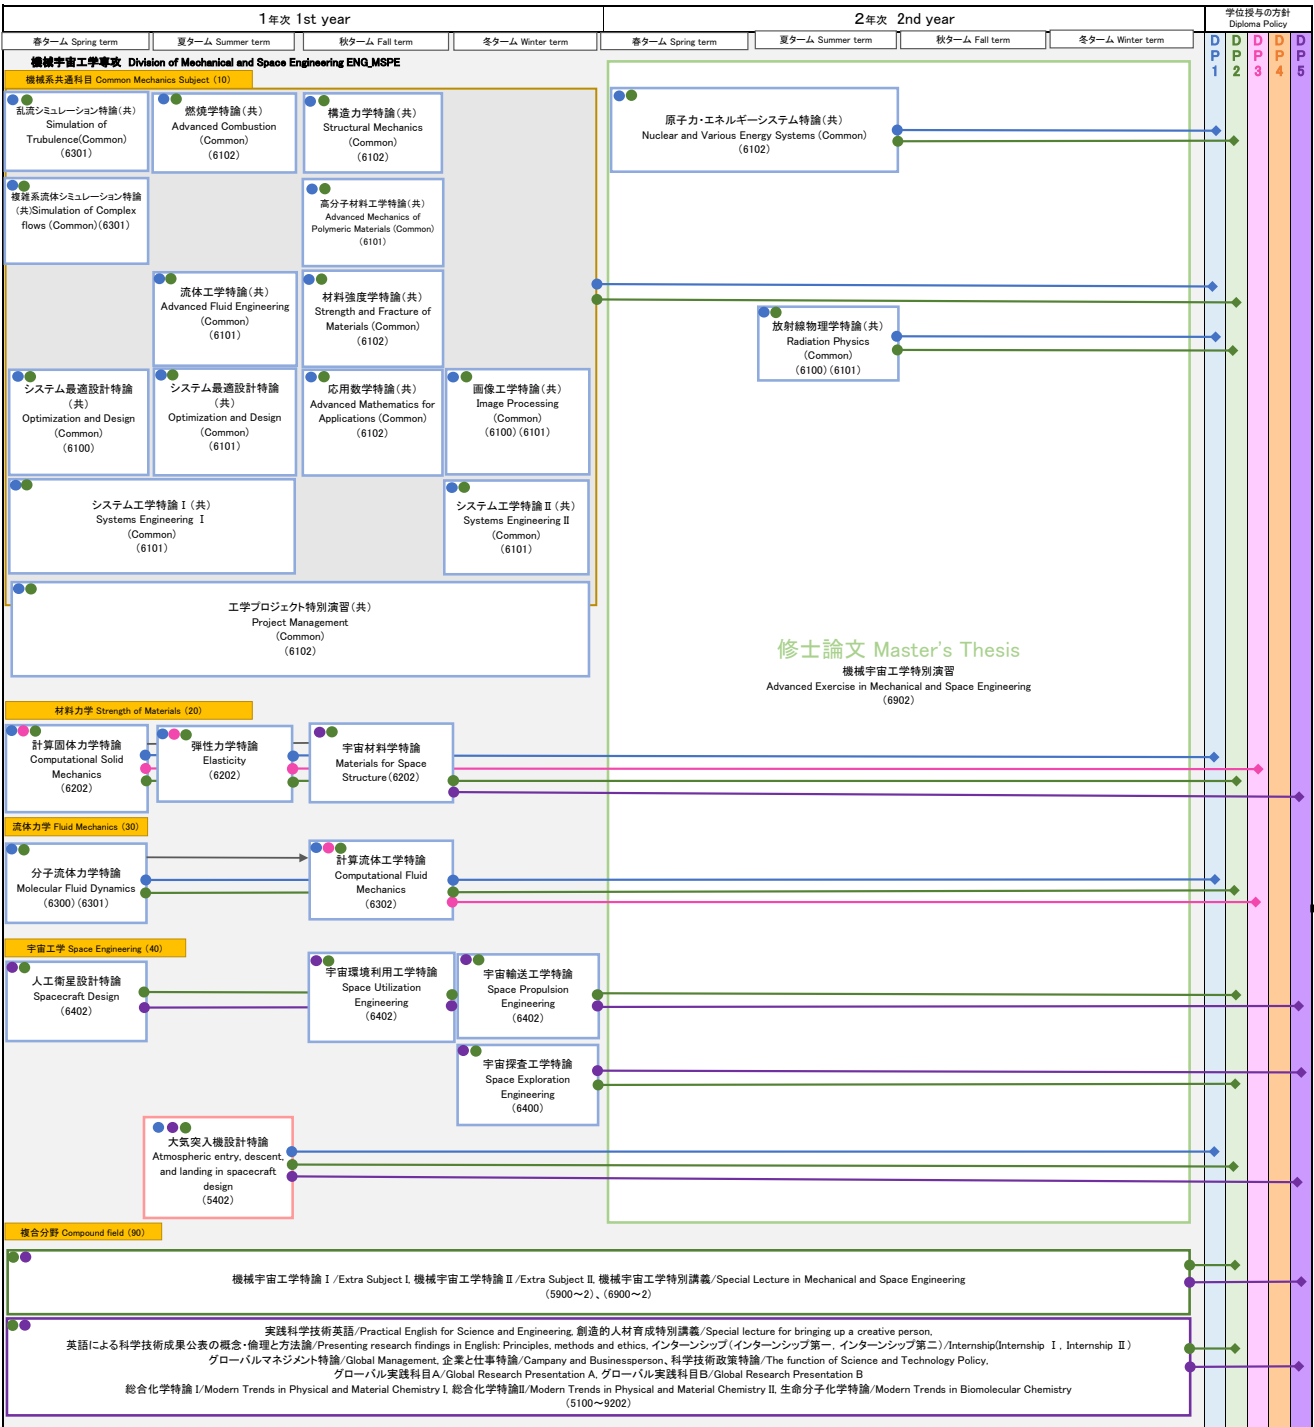 1年次 1st year
2年次 2nd year
学位授与の方針
Diploma Policy
春ターム Spring term
夏ターム Summer term
秋ターム Fall term
冬ターム Winter term
春ターム Spring term
夏ターム Summer term
秋ターム Fall term
冬ターム Winter term
DP1
DP2
DP3
DP4
DP5
機械宇宙工学専攻 Division of Mechanical and Space Engineering ENG_MSPE
機械系共通科目 Common Mechanics Subject (10)
乱流シミュレーション特論(共)
Simulation of
Trubulence(Common)
(6301)
燃焼学特論(共)
Advanced Combustion
(Common)
(6102)
構造力学特論(共)
Structural Mechanics
(Common)
(6102)
原子力・エネルギーシステム特論(共)
Nuclear and Various Energy Systems (Common)
(6102)
複雑系流体シミュレーション特論
(共)Simulation of Complex
flows (Common)(6301)
高分子材料工学特論(共)
Advanced Mechanics of
Polymeric Materials (Common)
(6101)
流体工学特論(共)
Advanced Fluid Engineering
(Common)
(6101)
材料強度学特論(共)
Strength and Fracture of
Materials (Common)
(6102)
放射線物理学特論(共)
Radiation Physics
(Common)
(6100)(6101)
システム最適設計特論
(共)
Optimization and Design
(Common)
(6100)
システム最適設計特論
(共)
Optimization and Design
(Common)
(6101)
応用数学特論(共)
Advanced Mathematics for
Applications (Common)
(6102)
画像工学特論(共)
Image Processing
(Common)
(6100)(6101)
システム工学特論Ⅰ(共)
Systems Engineering Ⅰ
(Common)
(6101)
システム工学特論Ⅱ(共)
Systems Engineering Ⅱ
(Common)
(6101)
工学プロジェクト特別演習(共)
Project Management
(Common)
(6102)
修士論文 Master's Thesis
機械宇宙工学特別演習
Advanced Exercise in Mechanical and Space Engineering
(6902)
材料力学 Strength of Materials (20)
計算固体力学特論
Computational Solid
Mechanics
(6202)
弾性力学特論
Elasticity
(6202)
宇宙材料学特論
Materials for Space
Structure(6202)
流体力学 Fluid Mechanics (30)
分子流体力学特論
Molecular Fluid Dynamics
(6300)(6301)
計算流体工学特論
Computational Fluid
Mechanics
(6302)
宇宙工学 Space Engineering (40)
人工衛星設計特論
Spacecraft Design
(6402)
宇宙環境利用工学特論
Space Utilization
Engineering
(6402)
宇宙輸送工学特論
Space Propulsion
Engineering
(6402)
宇宙探査工学特論
Space Exploration
Engineering
(6400)
大気突入機設計特論
Atmospheric entry, descent,
and landing in spacecraft
design
(5402)
複合分野 Compound field (90)
機械宇宙工学特論Ⅰ/Extra Subject I, 機械宇宙工学特論Ⅱ/Extra Subject II, 機械宇宙工学特別講義/Special Lecture in Mechanical and Space Engineering
(5900～2)、(6900～2)
実践科学技術英語/Practical English for Science and Engineering, 創造的人材育成特別講義/Special lecture for bringing up a creative person,
英語による科学技術成果公表の概念・倫理と方法論/Presenting research findings in English: Principles, methods and ethics, インターンシップ(インターンシップ第一，インターンシップ第二)/Internship(Internship Ⅰ, Internship Ⅱ)
グローバルマネジメント特論/Global Management, 企業と仕事特論/Campany and Businessperson、科学技術政策特論/The function of Science and Technology Policy,
グローバル実践科目A/Global Research Presentation A, グローバル実践科目B/Global Research Presentation B
総合化学特論Ⅰ/Modern Trends in Physical and Material Chemistry I, 総合化学特論II/Modern Trends in Physical and Material Chemistry II, 生命分子化学特論/Modern Trends in Biomolecular Chemistry
(5100～9202)